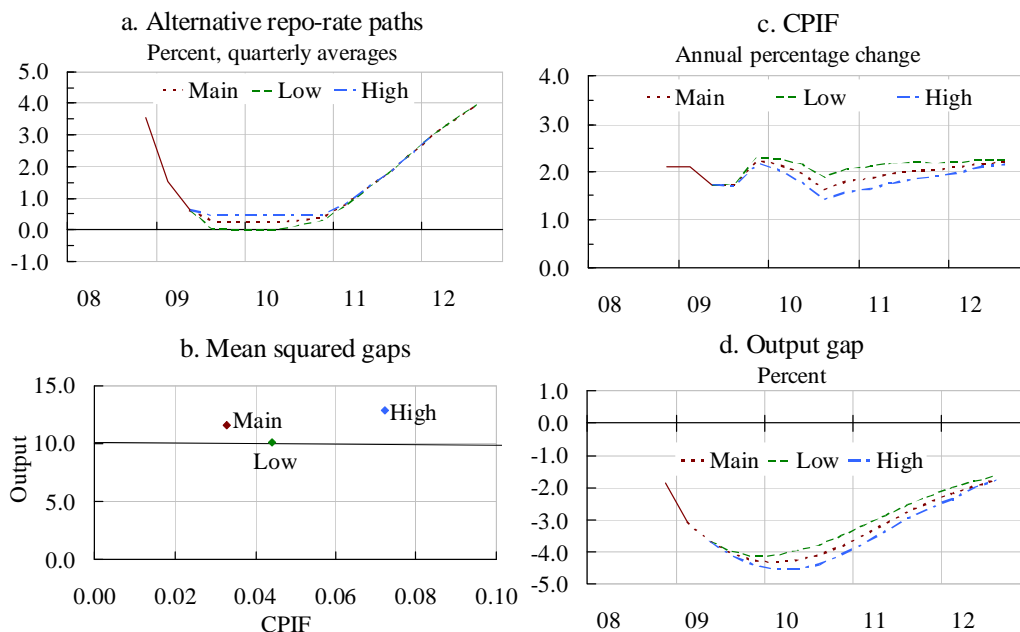 a. Alternative repo-rate paths
Percent, quarterly averages
5.0
4.0
3.0
2.0
1.0
0.0
-1.0
Main Low High
08 09 10 11 12
c. CPIF
Annual percentage change
4.0
3.0
2.0
1.0
0.0
Main Low High
08 09 10 11 12
b. Mean squared gaps
15.0
10.0
5.0
0.0
Output
Main
Low
High
0.00 0.02 0.04 0.06 0.08 0.10
CPIF
d. Output gap
Percent
1.0
0.0
-1.0
-2.0
-3.0
-4.0
-5.0
Main Low High
08 09 10 11 12